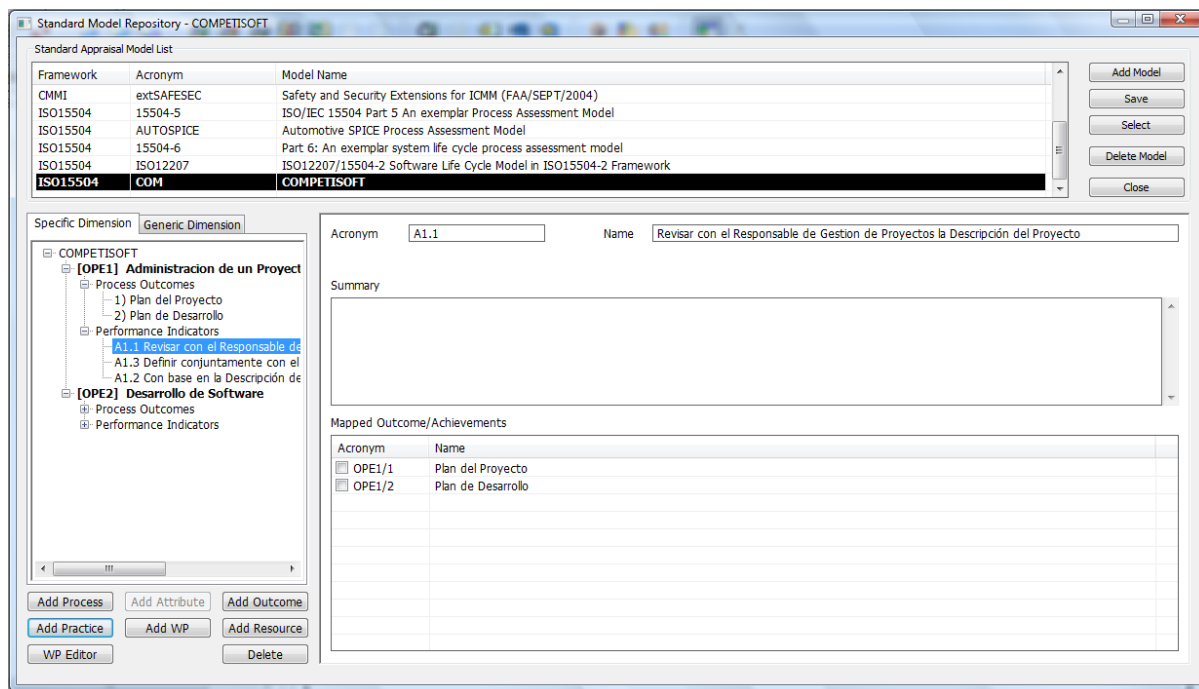 Standard Model Repository - COMPETISOFT
Standard Appraisal Model List
Framework Acronym Model Name
CMMI extSAFESEC Safety and Security Extensions for ICMM (FAA/SEPT/2004)
ISO15504 15504-5 ISO/IEC 15504 Part 5 An exemplar Process Assessment Model
ISO15504 AUTOSPICE Automotive SPICE Process Assessment Model
ISO15504 15504-6 Part 6: An exemplar system life cycle process assessment model
ISO15504 ISO12207 ISO12207/15504-2 Software Life Cycle Model in ISO15504-2 Framework
ISO15504 COM COMPETISOFT
Add Model
Save
Select
Delete Model
Close
Specific Dimension Generic Dimension
COMPETISOFT
[OPE1] Administracion de un Proyect
Process Outcomes
1) Plan del Proyecto
2) Plan de Desarrollo
Performance Indicators
A1.1 Revisar con el Responsable de
A1.3 Definir conjuntamente con el
A1.2 Con base en la Descripción de
[OPE2] Desarrollo de Software
Process Outcomes
Performance Indicators
Add Process Add Attribute Add Outcome
Add Practice Add WP Add Resource
WP Editor Delete
Acronym A1.1 Name Revisar con el Responsable de Gestion de Proyectos la Descripción del Proyecto
Summary
Mapped Outcome/Achievements
Acronym Name
OPE1/1 Plan del Proyecto
OPE1/2 Plan de Desarrollo